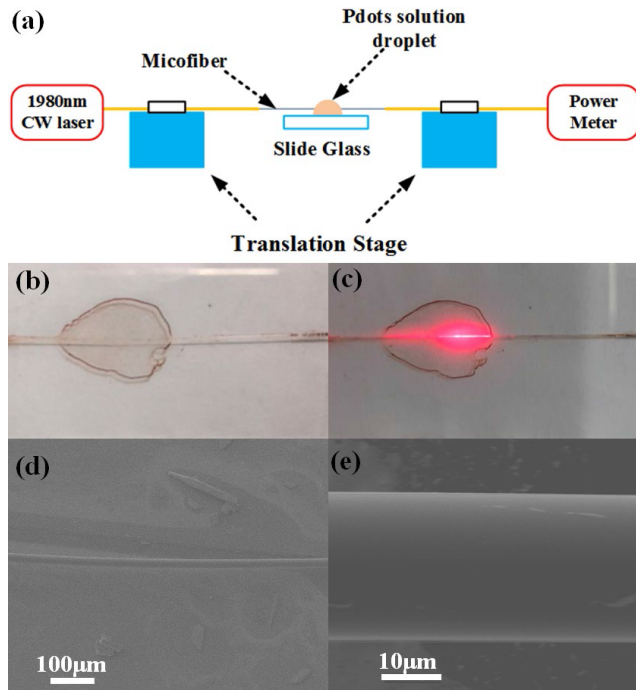 (a)
Pdots solution
droplet
Micofiber
1980nm
CW laser
Power
Meter
Slide Glass
Translation Stage
(b)
(c)
(d)
(e)
100μm
10μm